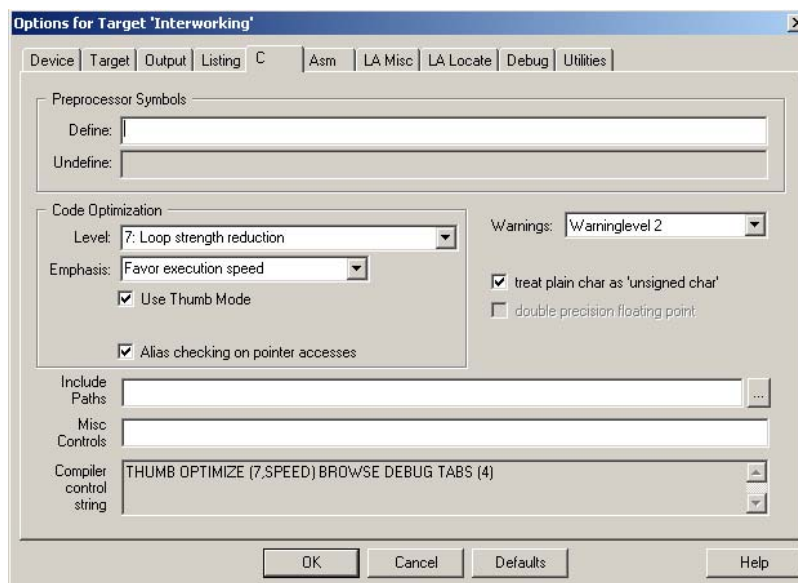 Options for Target 'Interworking'
Device Target Output Listing C Asm LA Misc LA Locate Debug Utilities
Preprocessor Symbols
Define:
Undefine:
Code Optimization
Level: 7: Loop strength reduction
Warnings: Warninglevel 2
Emphasis: Favor execution speed
treat plain char as 'unsigned char'
Use Thumb Mode
double precision floating point
Alias checking on pointer accesses
Include
Paths
...
Misc
Controls
Compiler
control
string
THUMB OPTIMIZE (7,SPEED) BROWSE DEBUG TABS (4)
OK Cancel Defaults Help